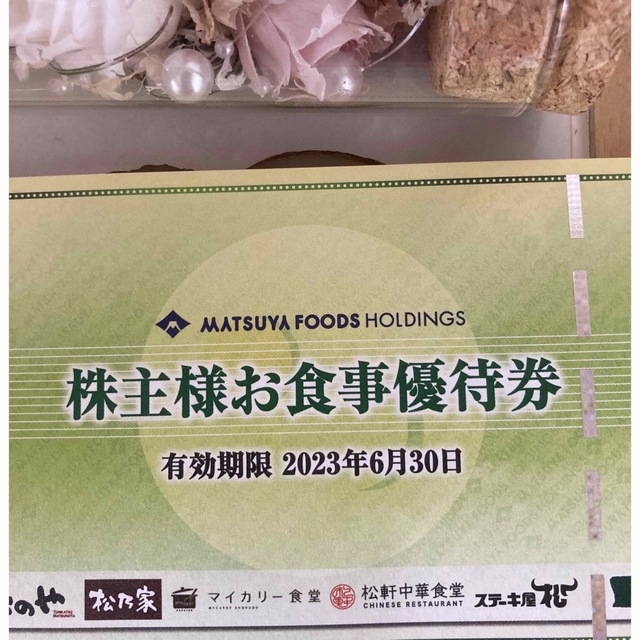 MATSUYA FOODS HOLDINGS
株主様お食事優待券
有効期限 2023年6月30日
のや 松乃家 マイカリー食堂 松軒中華食堂 ステーキ屋松
CHINESE RESTAURANT